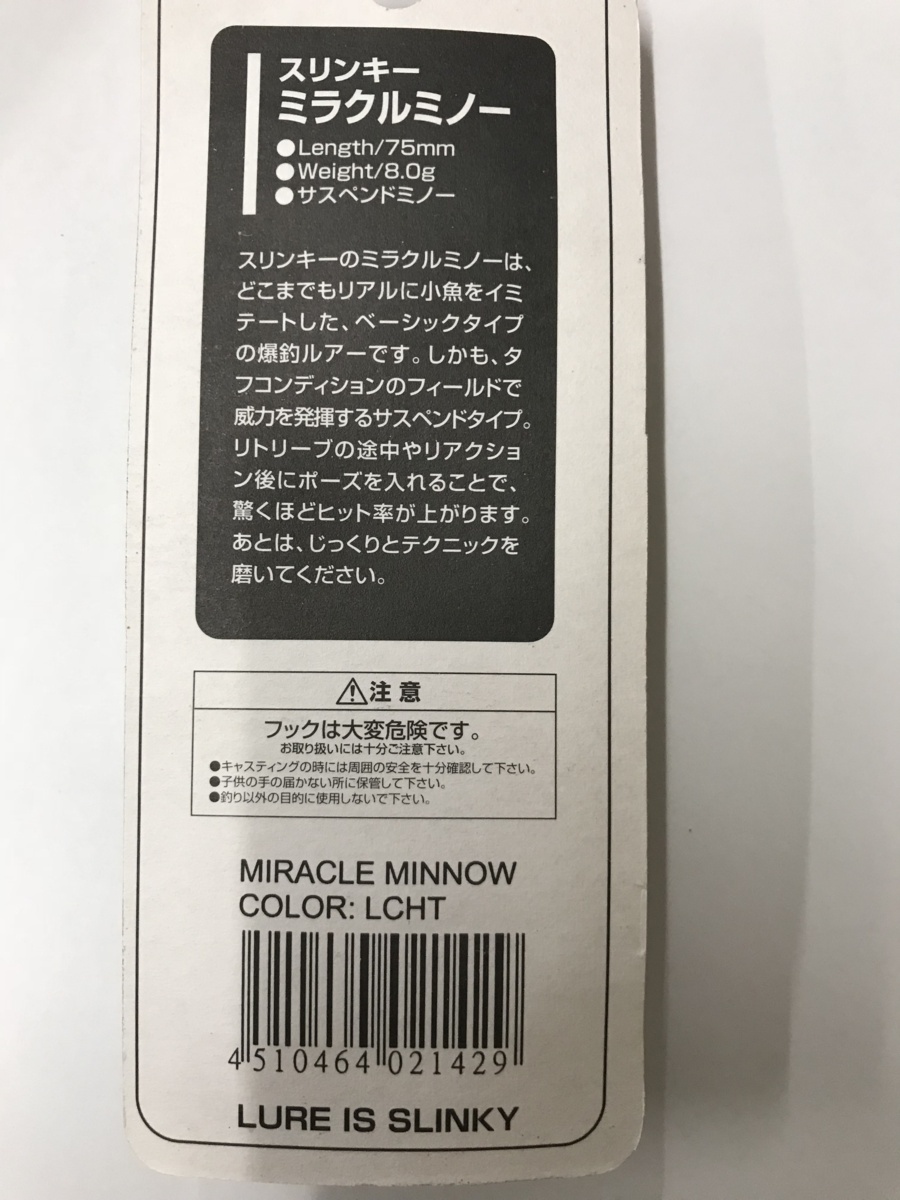 スリンキー
ミラクルミノー
●Length/75mm
●Weight/8.0g
●サスペンドミノー
スリンキーのミラクルミノーは、
どこまでもリアルに小魚をイミ
テートした、ベーシックタイプ
の爆釣ルアーです。しかも、タ
フコンディションのフィールドで
威力を発揮するサスペンドタイプ。
リトリーブの途中やリアクショ
ン後にポーズを入れることで、
驚くほどヒット率が上がります。
あとは、じっくりとテクニックを
磨いてください。
⚠注意
フックは大変危険です。
お取り扱いには十分ご注意下さい。
●キャスティングの時には周囲の安全を十分確認して下さい。
●子供の手の届かない所に保管して下さい。
●釣り以外の目的に使用しないで下さい。
MIRACLE MINNOW
COLOR: LCHT
4510464021429
LURE IS SLINKY